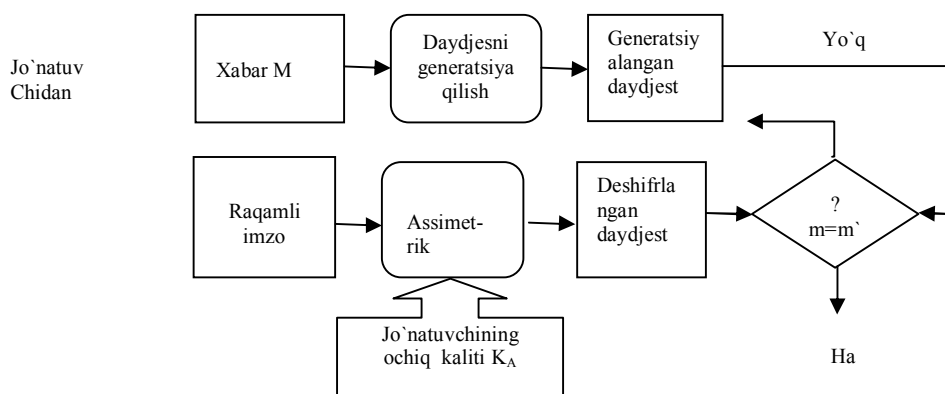 Jo`natuv
Chidan
Xabar M
Daydjesni
generatsiya
qilish
Generatsiy
alangan
daydjest
Yo`q
Raqamli
imzo
Assimet-
rik
Deshifrla
ngan
daydjest
?
m=m`
Jo`natuvchining
ochiq kaliti K_A
Ha